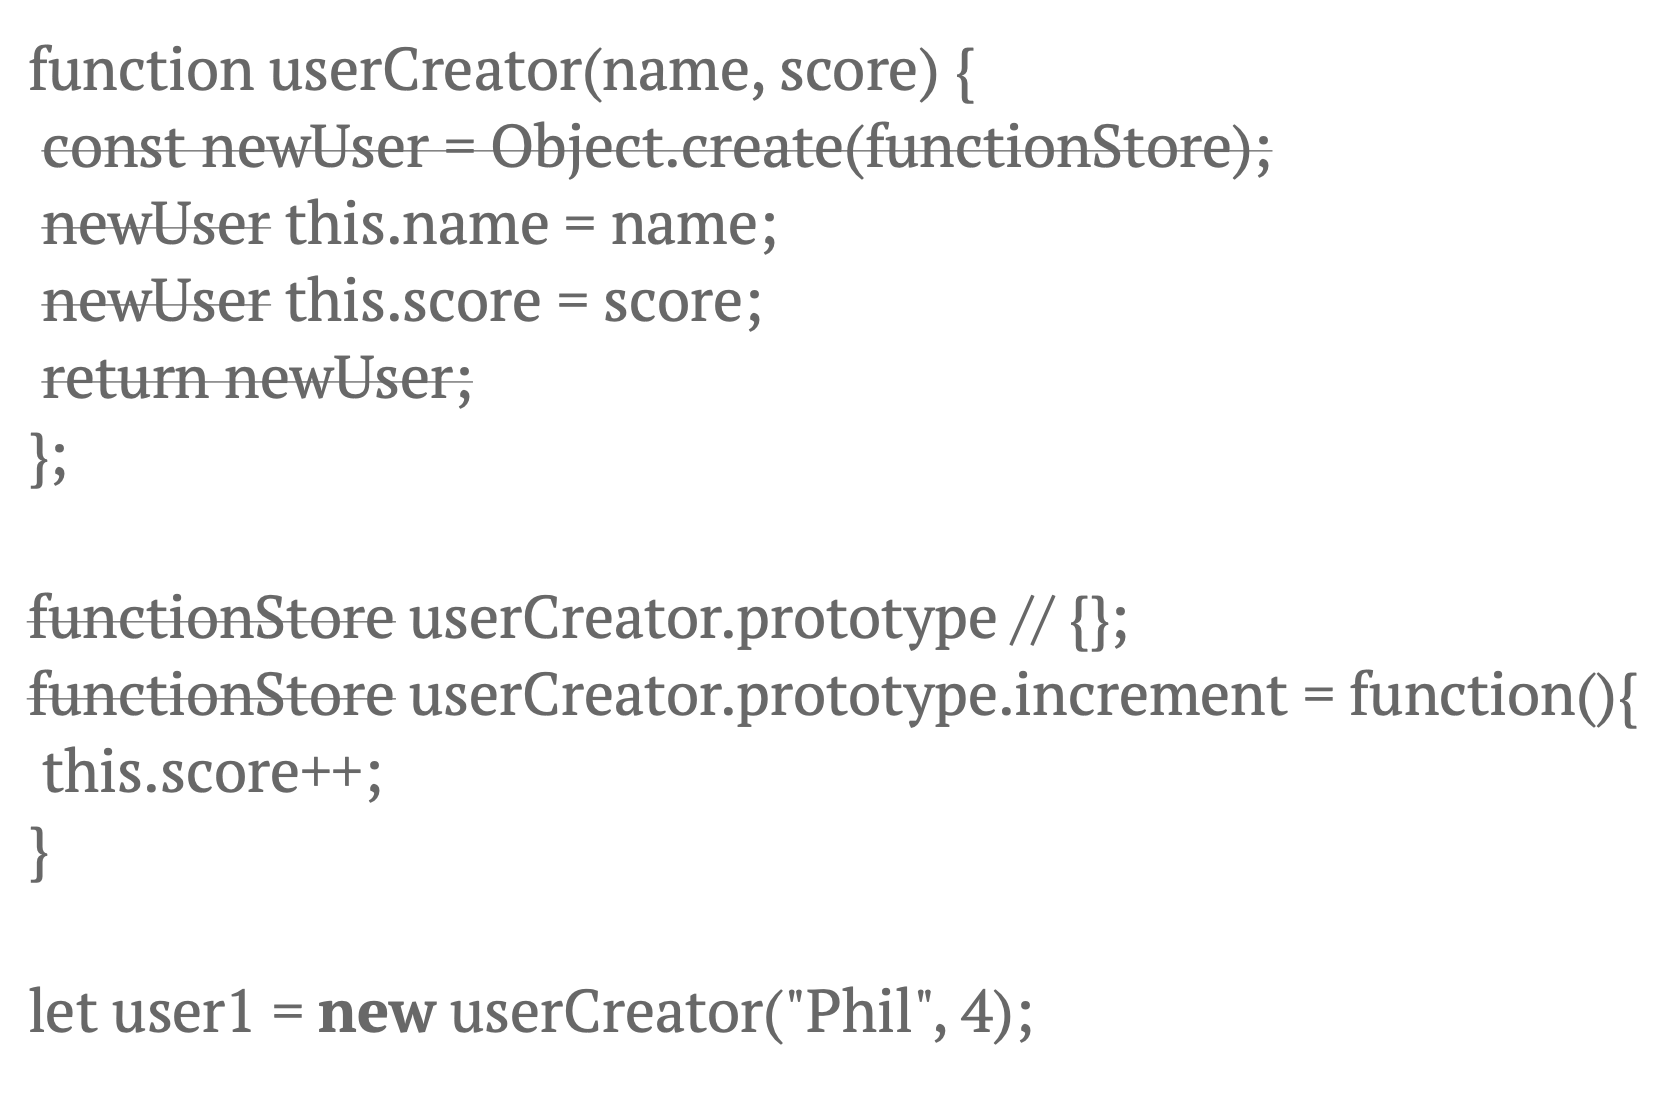 function userCreator(name, score) {
const newUser = Object.create(functionStore);
newUser this.name = name;
newUser this.score = score;
return newUser;
};
functionStore userCreator.prototype // {};
functionStore userCreator.prototype.increment = function(){
this.score++;
}
let user1 = new userCreator("Phil", 4);